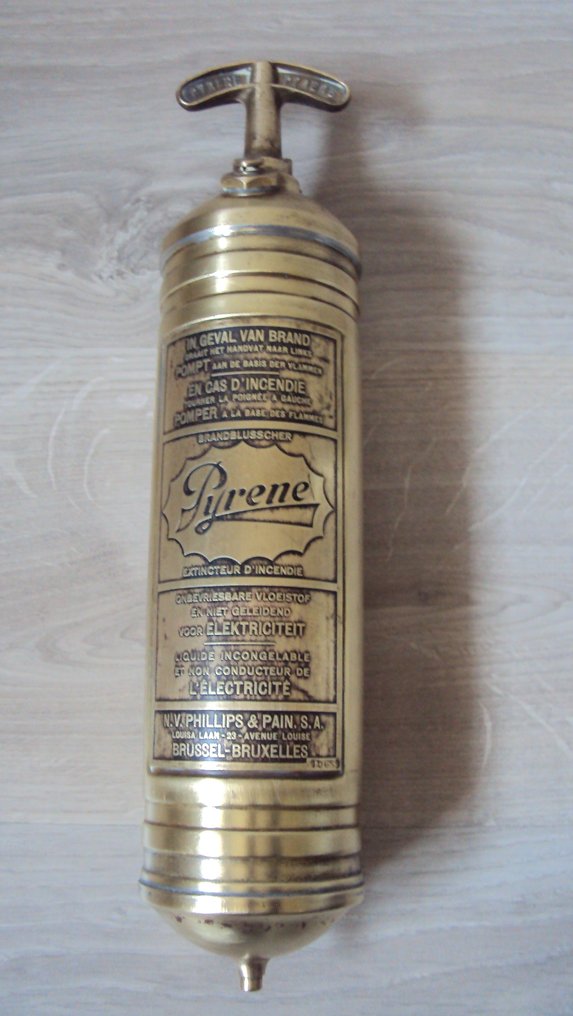 IN GEVAL VAN BRAND
DRAAIT HET HANDVAT NAAR LINKS
POMPT AAN DE BASIS DER VLAMMEN
EN CAS D'INCENDIE
TOURNER LA POIGNÉE A GAUCHE
POMPER A LA BASE DES FLAMMES
BRANDBLUSSCHER
Pyrene
EXTINCTEUR D'INCENDIE
ONBEVRIESBARE VLOEISTOF
EN NIET GELEIDEND
VOOR ELEKTRICITEIT
LIQUIDE INCONGELABLE
ET NON CONDUCTEUR DE
L'ÉLECTRICITÉ
N.V. PHILLIPS & PAIN. S.A.
LOUISA LAAN - 23 - AVENUE LOUISE
BRUSSEL-BRUXELLES